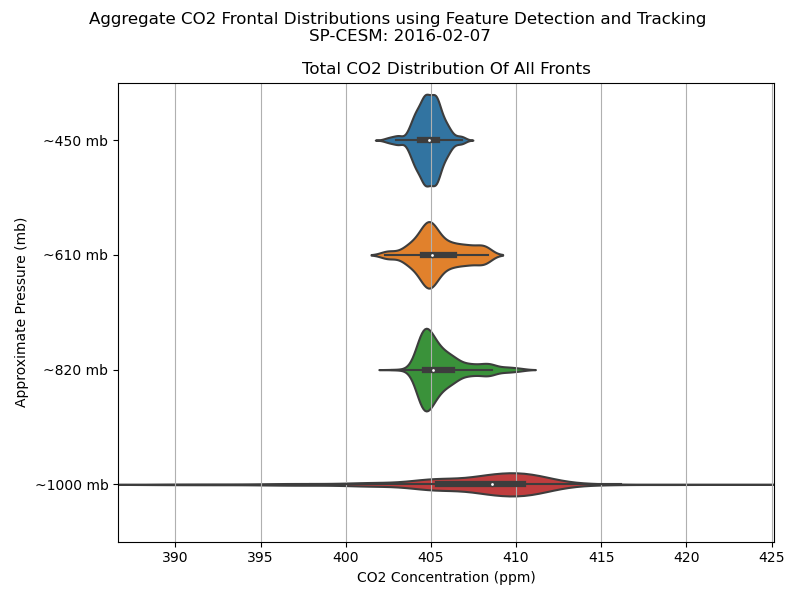 Aggregate CO2 Frontal Distributions using Feature Detection and Tracking
SP-CESM: 2016-02-07
Total CO2 Distribution Of All Fronts
Approximate Pressure (mb)
~450 mb
~610 mb
~820 mb
~1000 mb
390 395 400 405 410 415 420 425
CO2 Concentration (ppm)